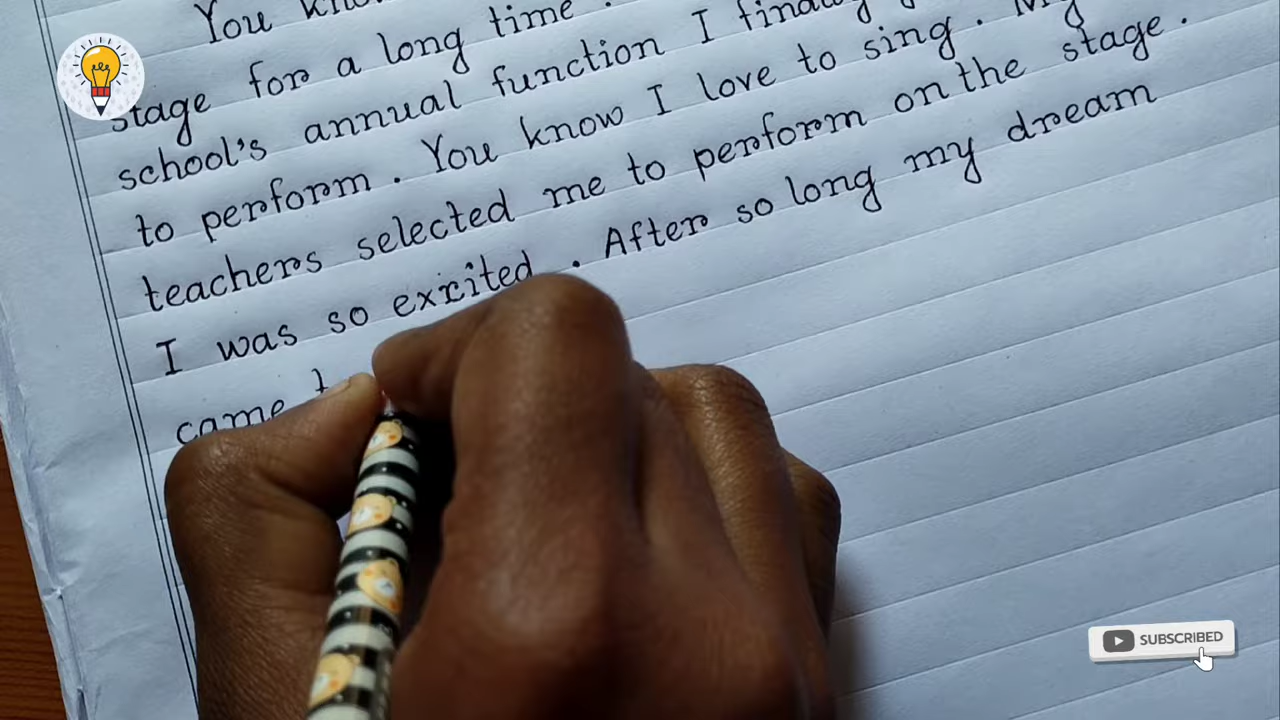 You know
stage for a long time.
school's annual function I finally
to perform. You know I love to sing. My
teachers selected me to perform on the stage.
I was so excited. After so long my dream
came
SUBSCRIBED